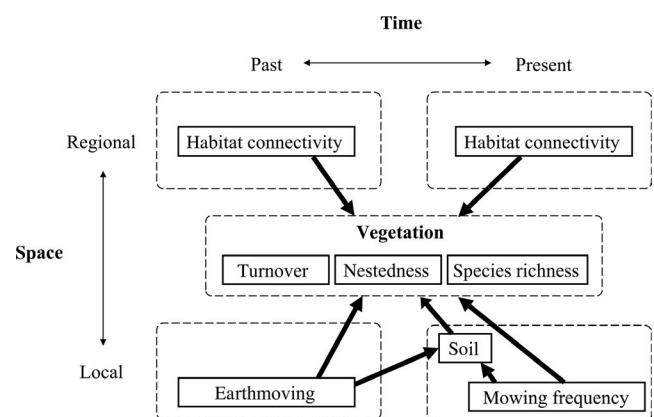 Time
Past Present
Regional
Habitat connectivity Habitat connectivity
Vegetation
Space
Turnover Nestedness Species richness
Soil
Local
Earthmoving Mowing frequency